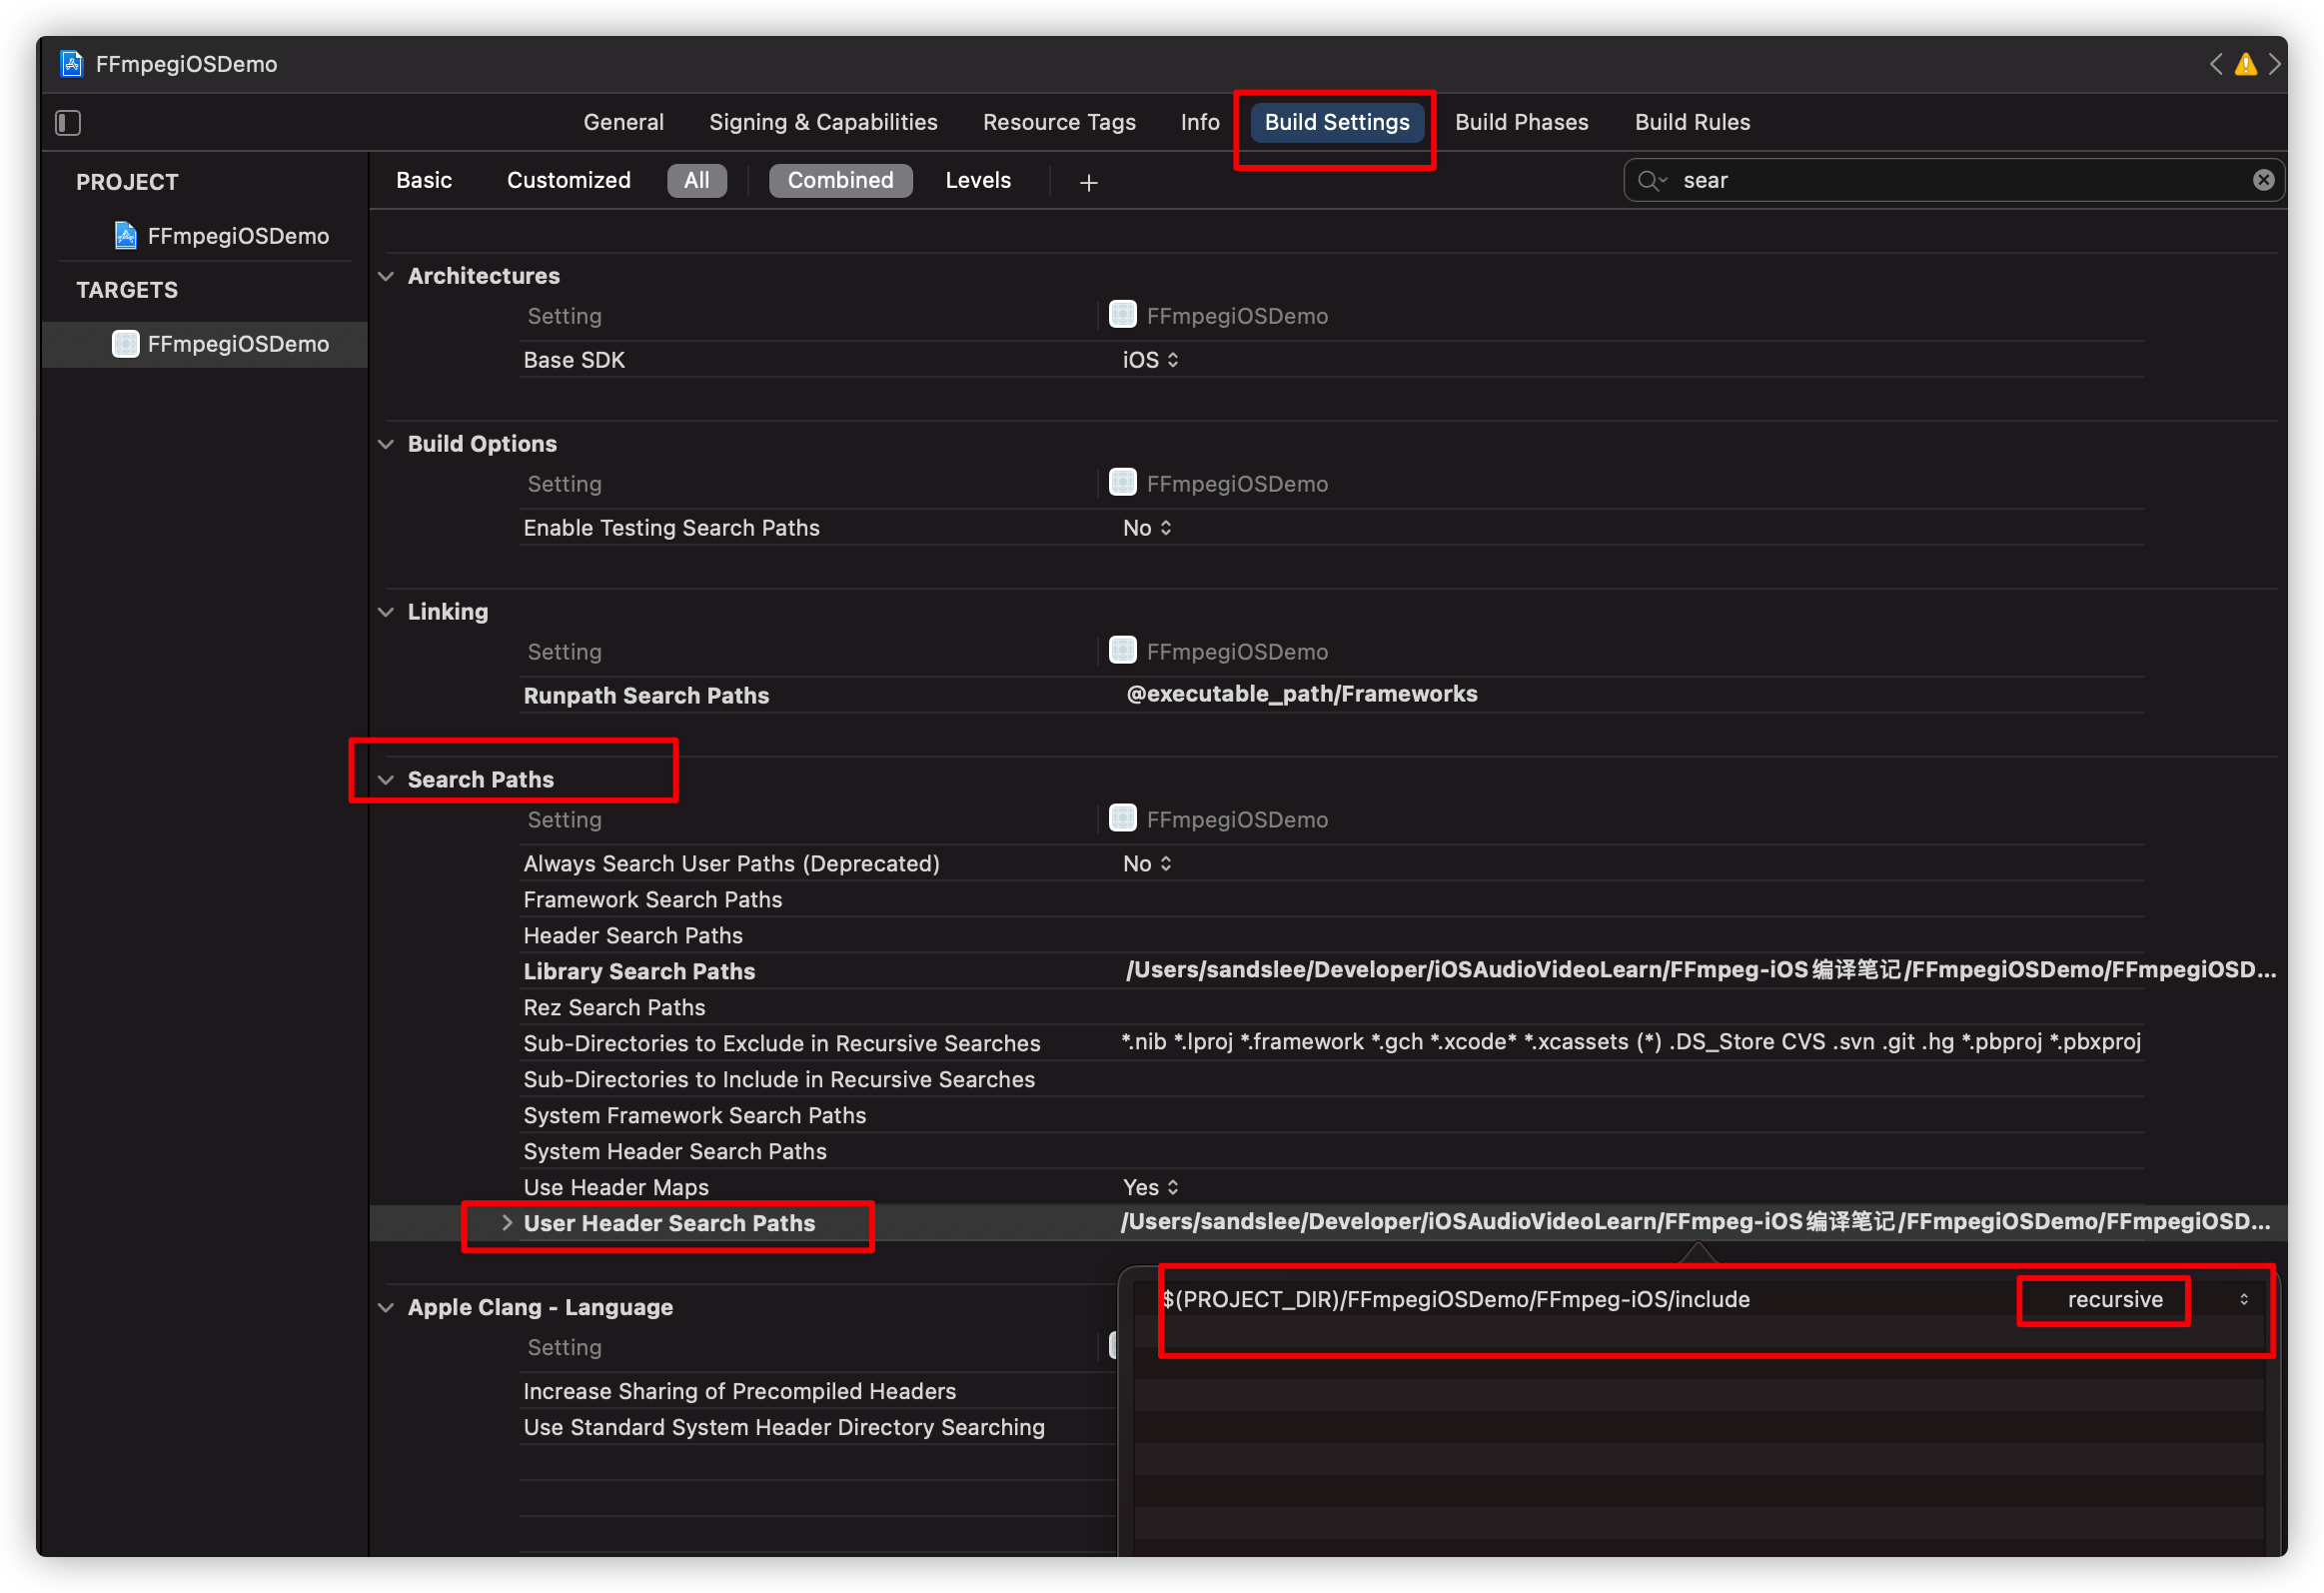 FFmpegiOSDemo
General Signing & Capabilities Resource Tags Info Build Settings Build Phases Build Rules
PROJECT
FFmpegiOSDemo
TARGETS
FFmpegiOSDemo
Basic Customized All Combined Levels + sear
Architectures
Setting FFmpegiOSDemo
Base SDK iOS
Build Options
Setting FFmpegiOSDemo
Enable Testing Search Paths No
Linking
Setting FFmpegiOSDemo
Runpath Search Paths @executable_path/Frameworks
Search Paths
Setting FFmpegiOSDemo
Always Search User Paths (Deprecated) No
Framework Search Paths
Header Search Paths
Library Search Paths /Users/sandslee/Developer/iOSAudioVideoLearn/FFmpeg-iOS编译笔记/FFmpegiOSDemo/FFmpegiOSD...
Rez Search Paths
Sub-Directories to Exclude in Recursive Searches *.nib *.lproj *.framework *.gch *.xcode* *.xcassets (*) .DS_Store CVS .svn .git .hg *.pbproj *.pbxproj
Sub-Directories to Include in Recursive Searches
System Framework Search Paths
System Header Search Paths
Use Header Maps Yes
User Header Search Paths /Users/sandslee/Developer/iOSAudioVideoLearn/FFmpeg-iOS编译笔记/FFmpegiOSDemo/FFmpegiOSD...
$(PROJECT_DIR)/FFmpegiOSDemo/FFmpeg-iOS/include recursive
Apple Clang - Language
Setting
Increase Sharing of Precompiled Headers
Use Standard System Header Directory Searching